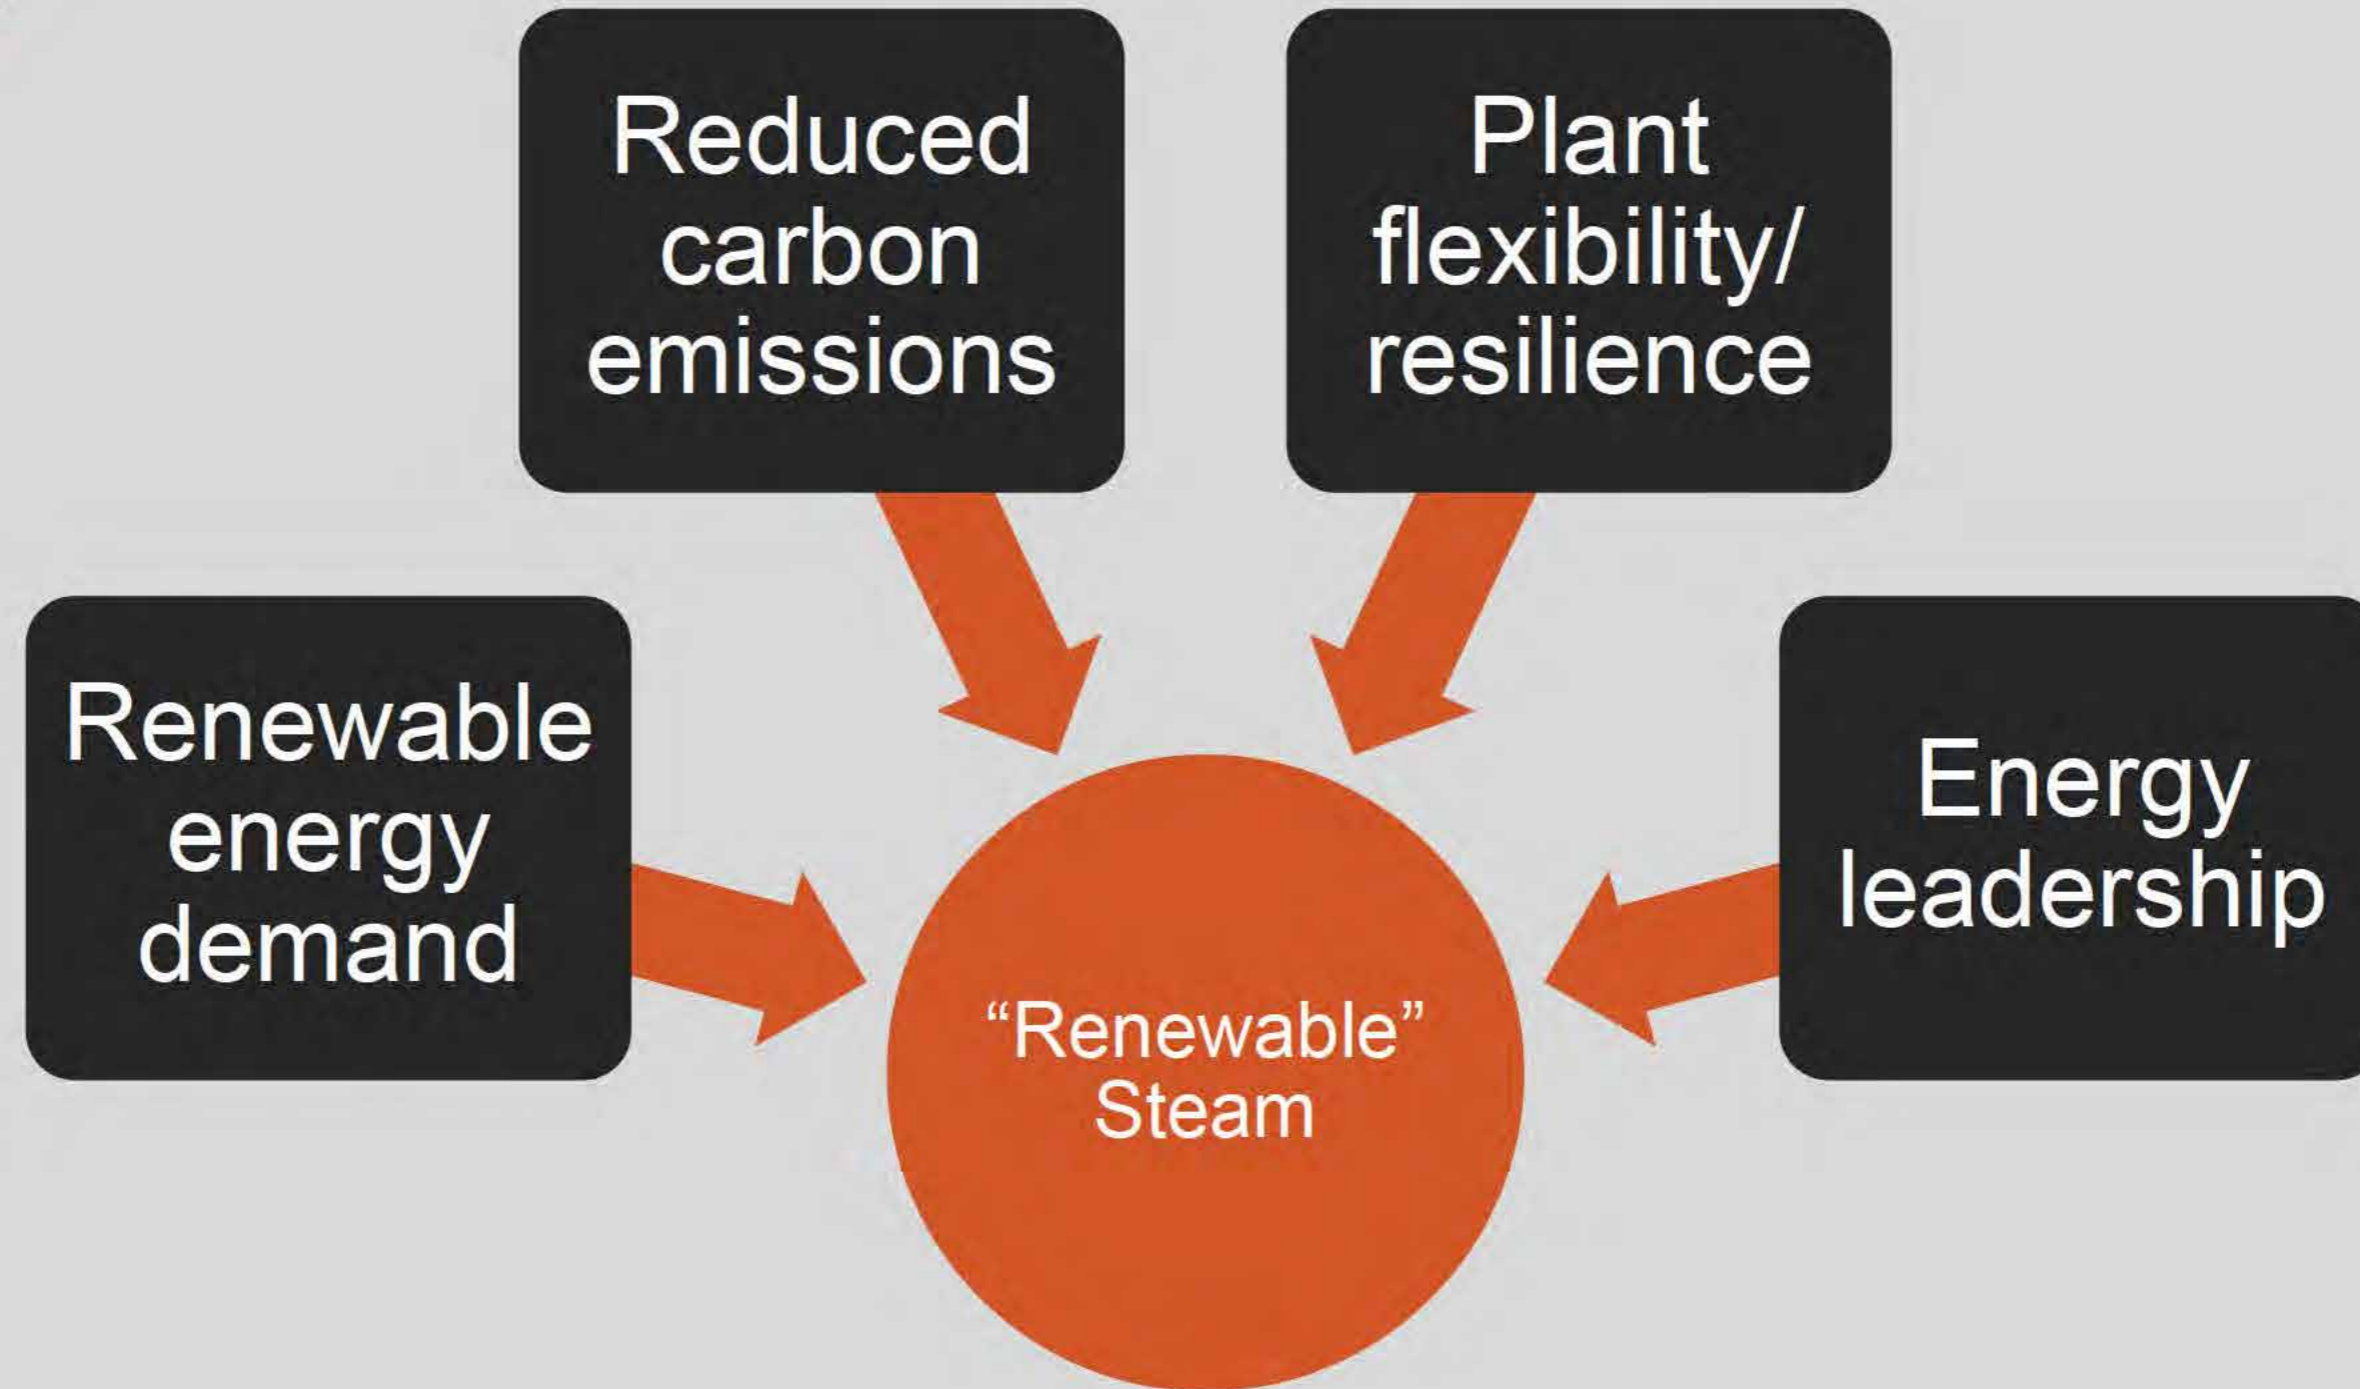 Reduced
carbon
emissions
Plant
flexibility/
resilience
Renewable
energy
demand
Energy
leadership
“Renewable”
Steam